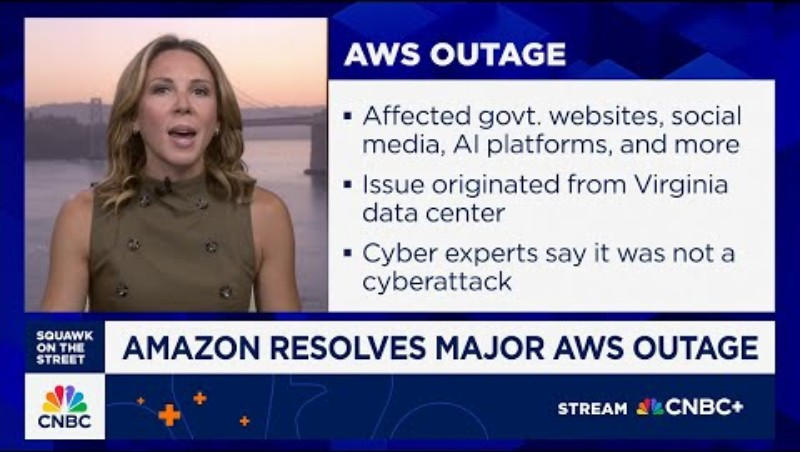 AWS OUTAGE
▪ Affected govt. websites, social
media, AI platforms, and more
▪ Issue originated from Virginia
data center
▪ Cyber experts say it was not a
cyberattack
SQUAWK
ON THE
STREET
AMAZON RESOLVES MAJOR AWS OUTAGE
CNBC
STREAM CNBC+